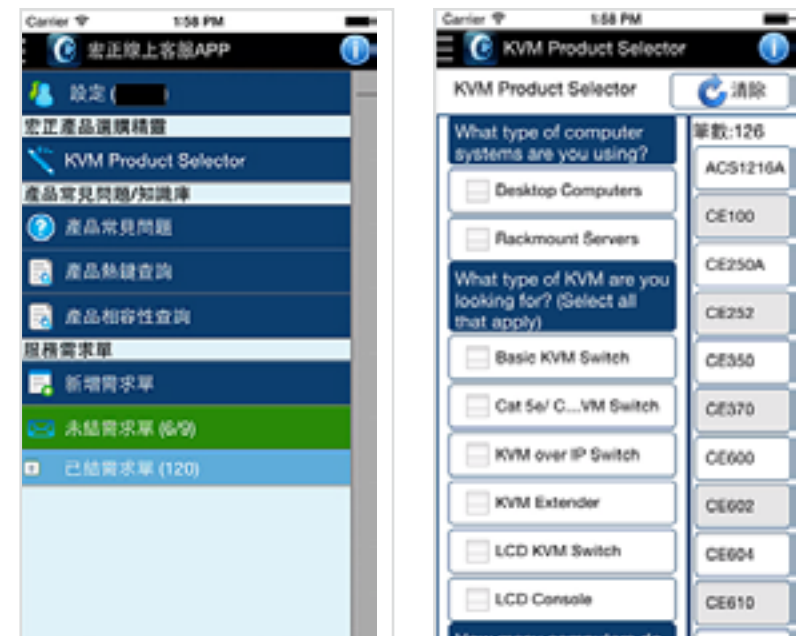 Carrier 1:58 PM
宏正線上客服APP
設定 ( )
宏正產品選購精靈
KVM Product Selector
產品常見問題/知識庫
產品常見問題
產品熱鍵查詢
產品相容性查詢
服務需求單
新增需求單
未結需求單 (6/9)
已結需求單 (120)
Carrier 1:58 PM
KVM Product Selector
KVM Product Selector
清除
What type of computer
systems are you using?
Desktop Computers
Rackmount Servers
What type of KVM are you
looking for? (Select all
that apply)
Basic KVM Switch
Cat 5e/ C...VM Switch
KVM over IP Switch
KVM Extender
LCD KVM Switch
LCD Console
筆數:126
ACS1216A
CE100
CE250A
CE252
CE350
CE370
CE600
CE602
CE604
CE610